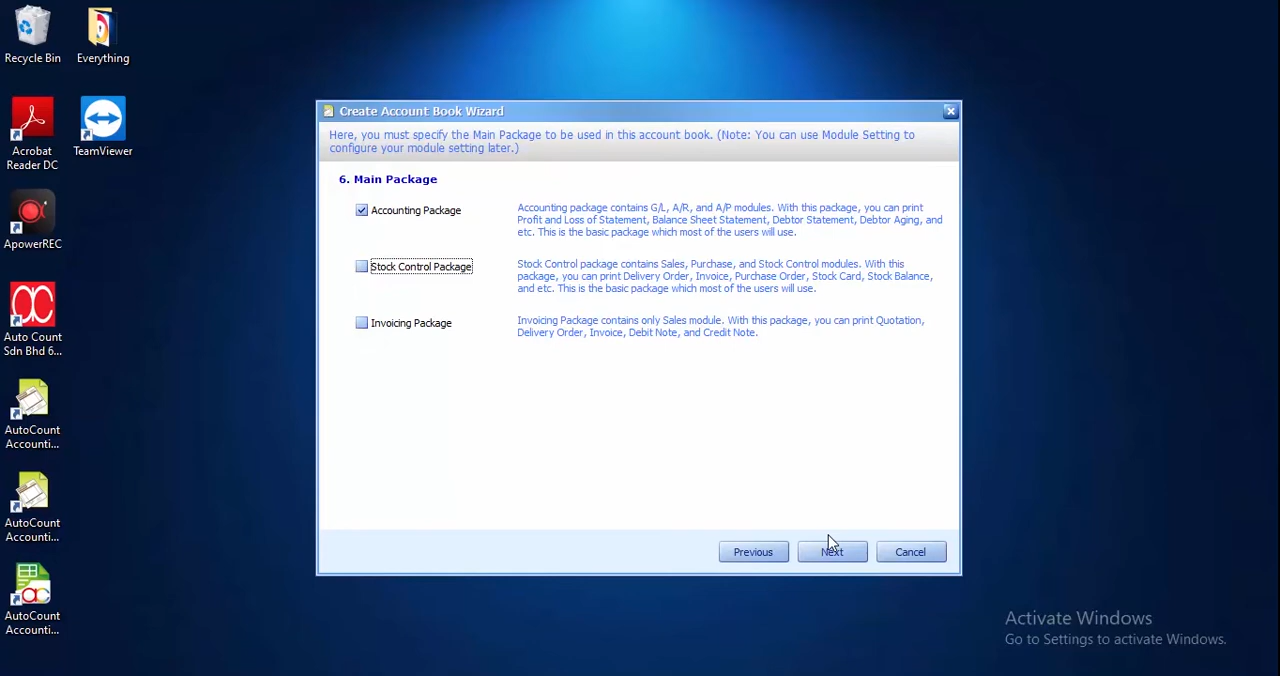 Recycle Bin
Everything
Acrobat
Reader DC
TeamViewer
ApowerREC
Auto Count
Sdn Bhd 6...
AutoCount
Accounti...
AutoCount
Accounti...
AutoCount
Accounti...
Create Account Book Wizard
Here, you must specify the Main Package to be used in this account book. (Note: You can use Module Setting to
configure your module setting later.)
6. Main Package
Accounting Package
Accounting package contains G/L, A/R, and A/P modules. With this package, you can print
Profit and Loss of Statement, Balance Sheet Statement, Debtor Statement, Debtor Aging, and
etc. This is the basic package which most of the users will use.
Stock Control Package
Stock Control package contains Sales, Purchase, and Stock Control modules. With this
package, you can print Delivery Order, Invoice, Purchase Order, Stock Card, Stock Balance,
and etc. This is the basic package which most of the users will use.
Invoicing Package
Invoicing Package contains only Sales module. With this package, you can print Quotation,
Delivery Order, Invoice, Debit Note, and Credit Note.
Previous
Next
Cancel
Activate Windows
Go to Settings to activate Windows.